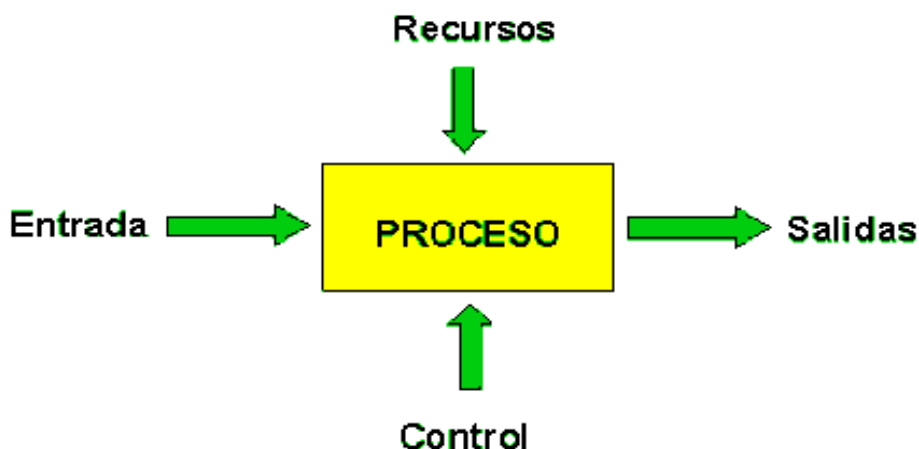 Recursos
Entrada
PROCESO
Salidas
Control